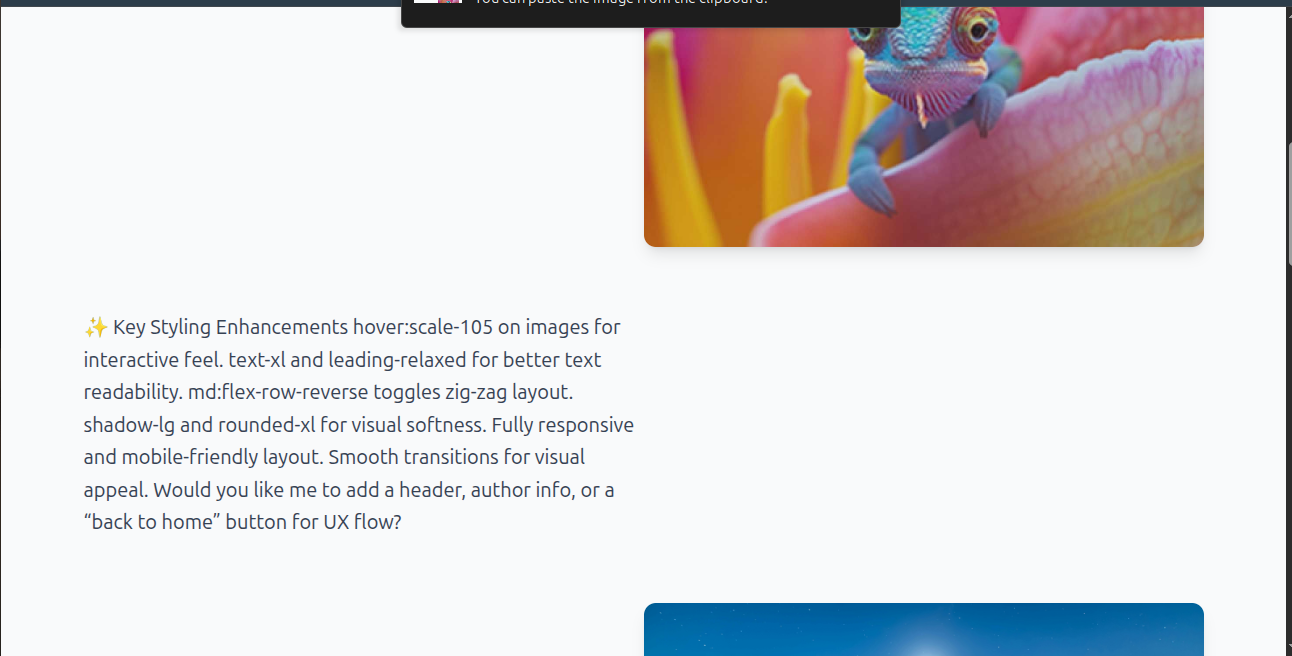 You can paste the image from the clipboard.
✨ Key Styling Enhancements hover:scale-105 on images for
interactive feel. text-xl and leading-relaxed for better text
readability. md:flex-row-reverse toggles zig-zag layout.
shadow-lg and rounded-xl for visual softness. Fully responsive
and mobile-friendly layout. Smooth transitions for visual
appeal. Would you like me to add a header, author info, or a
“back to home” button for UX flow?